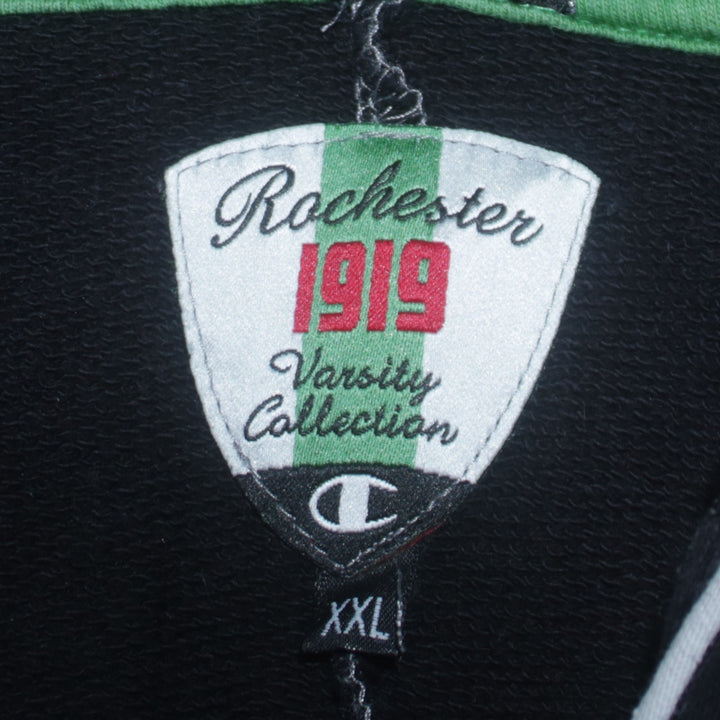 Rochester
1919
Varsity
Collection
C
XXL